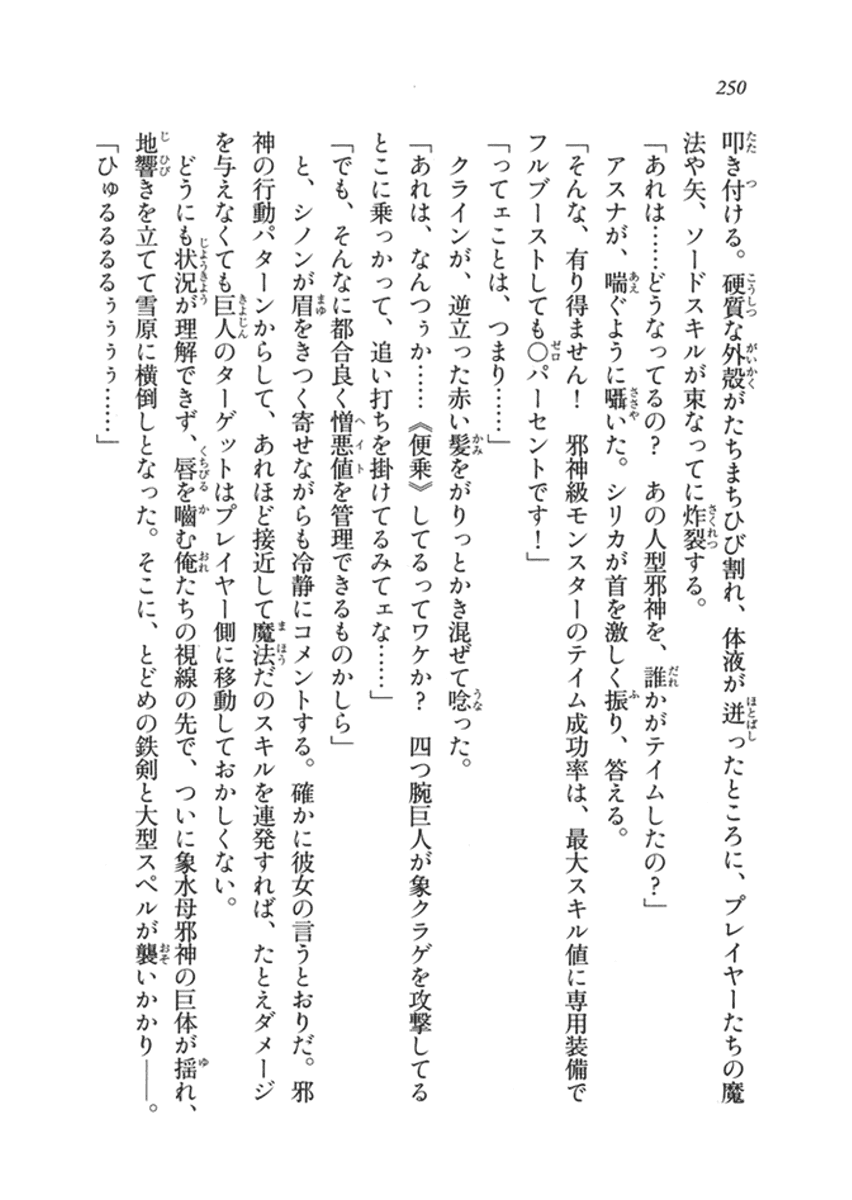 250
叩き付ける。硬質な外殻がたちまちひび割れ、体液が迸ったところに、プレイヤーたちの魔
法や矢、ソードスキルが束なってに炸裂する。
「あれは……どうなってるの？　あの人型邪神を、誰かがテイムしたの？」
アスナが、喘ぐように囁いた。シリカが首を激しく振り、答える。
「そんな、有り得ません！　邪神級モンスターのテイム成功率は、最大スキル値に専用装備で
フルブーストしても〇パーセントです！」
「ってェことは、つまり……」
クラインが、逆立った赤い髪をがりっとかき混ぜて唸った。
「あれは、なんつぅか……《便乗》してるってワケか？　四つ腕巨人が象クラゲを攻撃してる
とこに乗っかって、追い打ちを掛けてるみてェな……」
「でも、そんなに都合良く憎悪値を管理できるものかしら」
と、シノンが眉をきつく寄せながらも冷静にコメントする。確かに彼女の言うとおりだ。邪
神の行動パターンからして、あれほど接近して魔法だのスキルを連発すれば、たとえダメージ
を与えなくても巨人のターゲットはプレイヤー側に移動しておかしくない。
どうにも状況が理解できず、唇を嚙む俺たちの視線の先で、ついに象水母邪神の巨体が揺れ、
地響きを立てて雪原に横倒しとなった。そこに、とどめの鉄剣と大型スペルが襲いかかり――。
「ひゅるるるるぅぅぅぅ……」